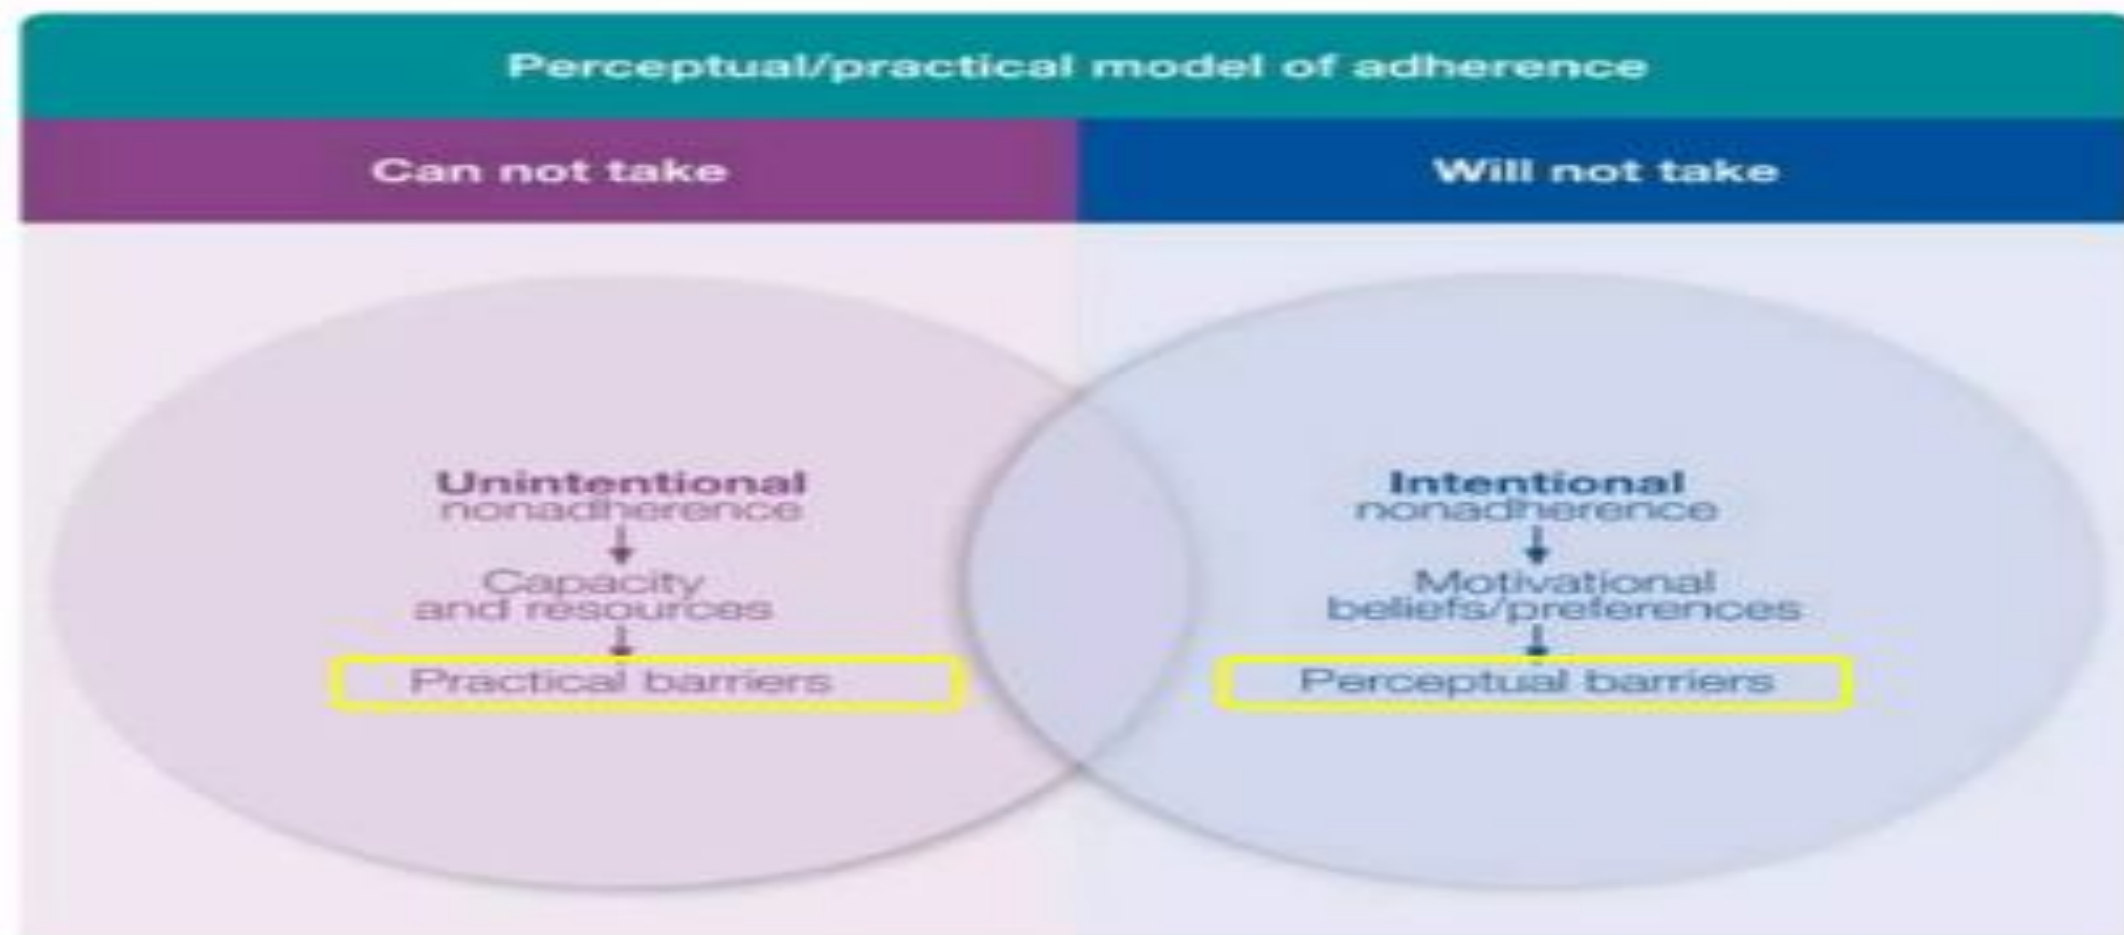 Perceptual/practical model of adherence
Can not take
Will not take
Unintentional
nonadherence
Capacity
and resources
Practical barriers
Intentional
nonadherence
Motivational
beliefs/preferences
Perceptual barriers